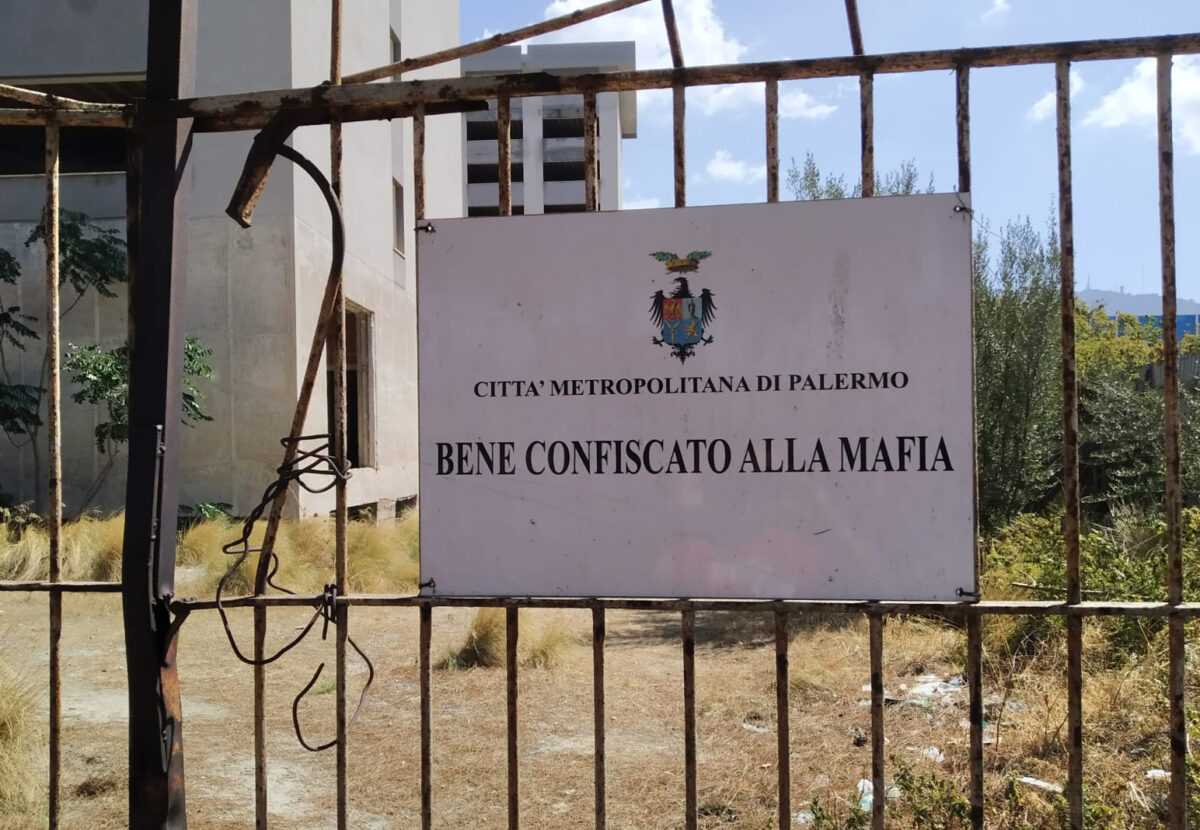 CITTA' METROPOLITANA DI PALERMO
BENE CONFISCATO ALLA MAFIA